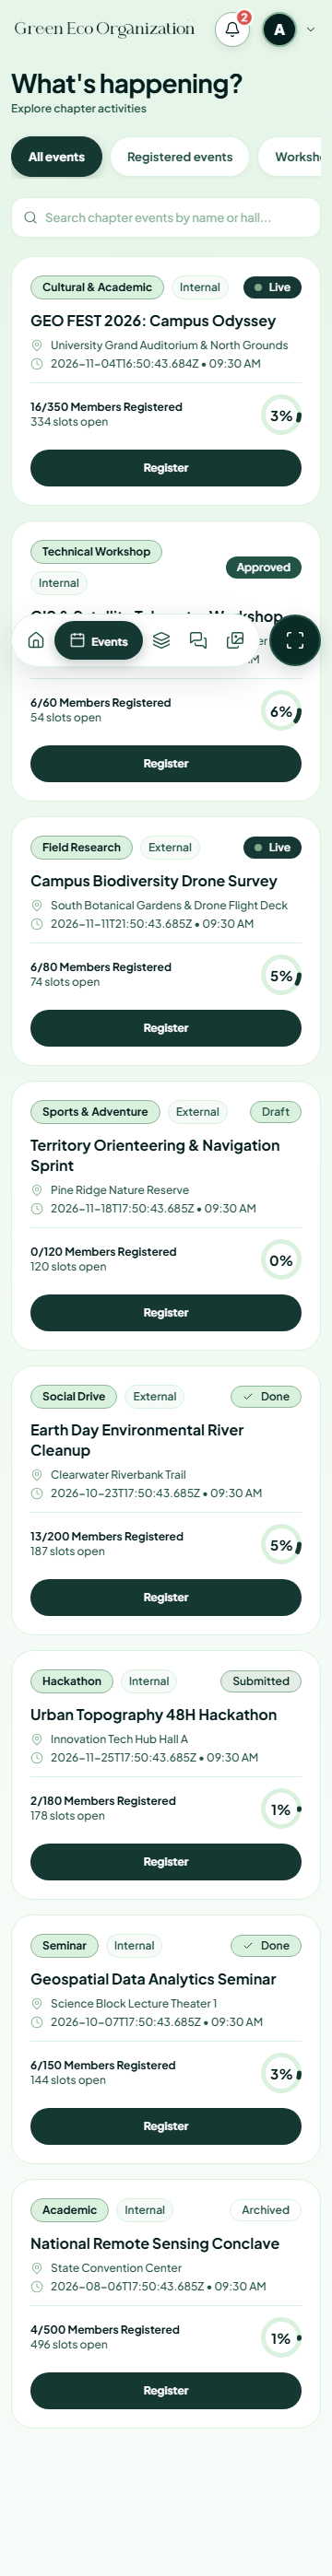 Green Eco Organization
2
A
What's happening?
Explore chapter activities
All events
Registered events
Search chapter events by name or hall...
Cultural & Academic
Internal
Live
GEO FEST 2026: Campus Odyssey
University Grand Auditorium & North Grounds
2026-11-04T16:50:43.684Z • 09:30 AM
16/350 Members Registered
334 slots open
3%
Register
Technical Workshop
Approved
Internal
Events
6/60 Members Registered
54 slots open
6%
Register
Field Research
External
Live
Campus Biodiversity Drone Survey
South Botanical Gardens & Drone Flight Deck
2026-11-11T21:50:43.685Z • 09:30 AM
6/80 Members Registered
74 slots open
5%
Register
Sports & Adventure
External
Draft
Territory Orienteering & Navigation
Sprint
Pine Ridge Nature Reserve
2026-11-18T17:50:43.685Z • 09:30 AM
0/120 Members Registered
120 slots open
0%
Register
Social Drive
External
Done
Earth Day Environmental River
Cleanup
Clearwater Riverbank Trail
2026-10-23T17:50:43.685Z • 09:30 AM
13/200 Members Registered
187 slots open
5%
Register
Hackathon
Internal
Submitted
Urban Topography 48H Hackathon
Innovation Tech Hub Hall A
2026-11-25T17:50:43.685Z • 09:30 AM
2/180 Members Registered
178 slots open
1%
Register
Seminar
Internal
Done
Geospatial Data Analytics Seminar
Science Block Lecture Theater 1
2026-10-07T17:50:43.685Z • 09:30 AM
6/150 Members Registered
144 slots open
3%
Register
Academic
Internal
Archived
National Remote Sensing Conclave
State Convention Center
2026-08-06T17:50:43.685Z • 09:30 AM
4/500 Members Registered
496 slots open
1%
Register